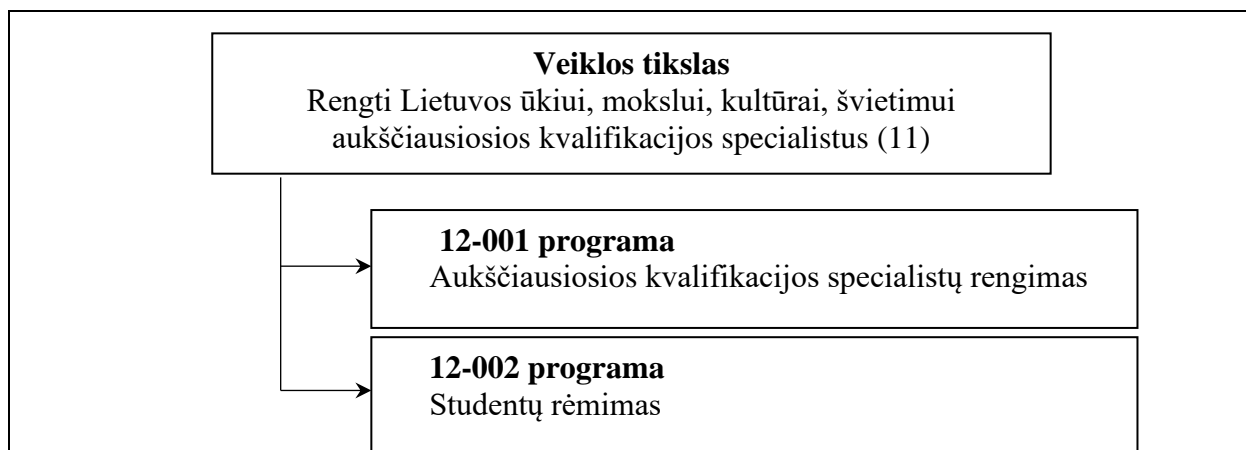 Veiklos tikslas
Rengti Lietuvos ūkiui, mokslui, kultūrai, švietimui
aukščiausiosios kvalifikacijos specialistus (11)
12-001 programa
Aukščiausiosios kvalifikacijos specialistų rengimas
12-002 programa
Studentų rėmimas